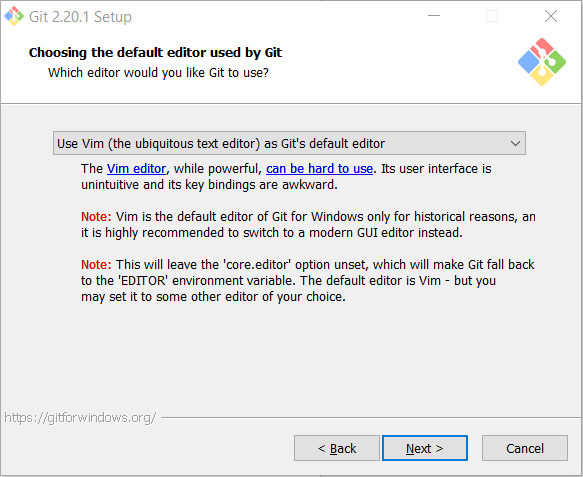 Git 2.20.1 Setup
Choosing the default editor used by Git
Which editor would you like Git to use?
Use Vim (the ubiquitous text editor) as Git's default editor
The Vim editor, while powerful, can be hard to use. Its user interface is
unintuitive and its key bindings are awkward.
Note: Vim is the default editor of Git for Windows only for historical reasons, an
it is highly recommended to switch to a modern GUI editor instead.
Note: This will leave the 'core.editor' option unset, which will make Git fall back
to the 'EDITOR' environment variable. The default editor is Vim - but you
may set it to some other editor of your choice.
https://gitforwindows.org/
< Back
Next >
Cancel